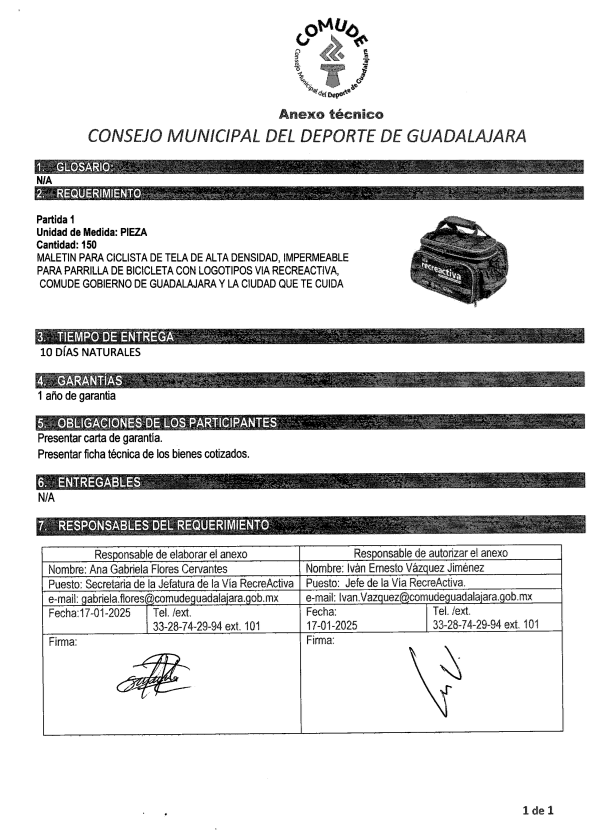 COMUDE
Consejo Municipal del Deporte de Guadalajara
Anexo técnico
CONSEJO MUNICIPAL DEL DEPORTE DE GUADALAJARA
1. GLOSARIO:
N/A
2. REQUERIMIENTO
Partida 1
Unidad de Medida: PIEZA
Cantidad: 150
MALETIN PARA CICLISTA DE TELA DE ALTA DENSIDAD, IMPERMEABLE
PARA PARRILLA DE BICICLETA CON LOGOTIPOS VIA RECREACTIVA,
COMUDE GOBIERNO DE GUADALAJARA Y LA CIUDAD QUE TE CUIDA
recreactiva
3. TIEMPO DE ENTREGA
10 DÍAS NATURALES
4. GARANTÍAS
1 año de garantia
5. OBLIGACIONES DE LOS PARTICIPANTES
Presentar carta de garantía.
Presentar ficha técnica de los bienes cotizados.
6. ENTREGABLES
N/A
7. RESPONSABLES DEL REQUERIMIENTO
Responsable de elaborar el anexo
Responsable de autorizar el anexo
Nombre: Ana Gabriela Flores Cervantes
Nombre: Iván Ernesto Vázquez Jiménez
Puesto: Secretaria de la Jefatura de la Vía RecreActiva
Puesto: Jefe de la Vía RecreActiva.
e-mail: gabriela.flores@comudeguadalajara.gob.mx
e-mail: Ivan.Vazquez@comudeguadalajara.gob.mx
Fecha:17-01-2025
Tel. /ext.
33-28-74-29-94 ext. 101
Fecha:
17-01-2025
Tel. /ext.
33-28-74-29-94 ext. 101
Firma:
Firma:
1 de 1